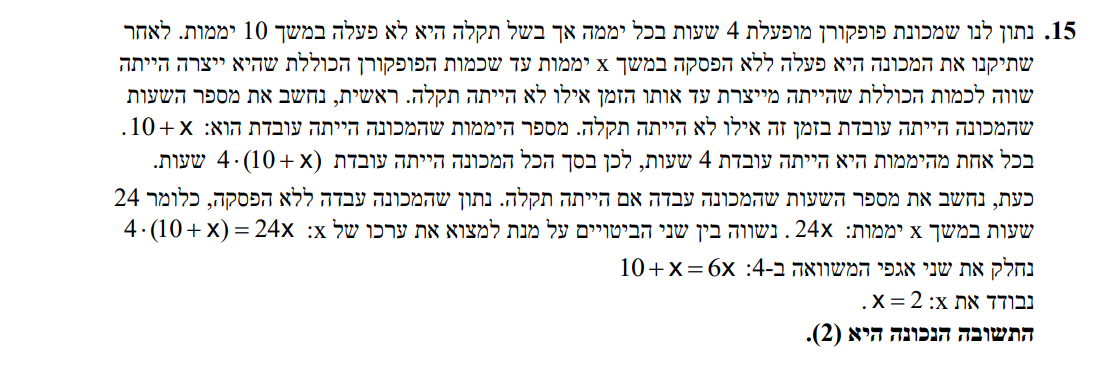 15. נתון לנו שמכונת פופקורן מופעלת 4 שעות בכל יממה אך בשל תקלה היא לא פעלה במשך 10 יממות. לאחר
שתיקנו את המכונה היא פעלה ללא הפסקה במשך x יממות עד שכמות הפופקורן הכוללת שהיא ייצרה הייתה
שווה לכמות הכוללת שהייתה מייצרת עד אותו הזמן אילו לא הייתה תקלה. ראשית, נחשב את מספר השעות
שהמכונה הייתה עובדת בזמן זה אילו לא הייתה תקלה. מספר היממות שהמכונה הייתה עובדת הוא: 10 + x.
בכל אחת מהיממות היא הייתה עובדת 4 שעות, לכן בסך הכל המכונה הייתה עובדת 4·(10 + x) שעות.
כעת, נחשב את מספר השעות שהמכונה עבדה אם הייתה תקלה. נתון שהמכונה עבדה ללא הפסקה, כלומר 24
שעות במשך x יממות: 24x. נשווה בין שני הביטויים על מנת למצוא את ערכו של x: 4·(10 + x) = 24x
נחלק את שני אגפי המשוואה ב-4: 10 + x = 6x
נבודד את x: x = 2.
התשובה הנכונה היא (2).